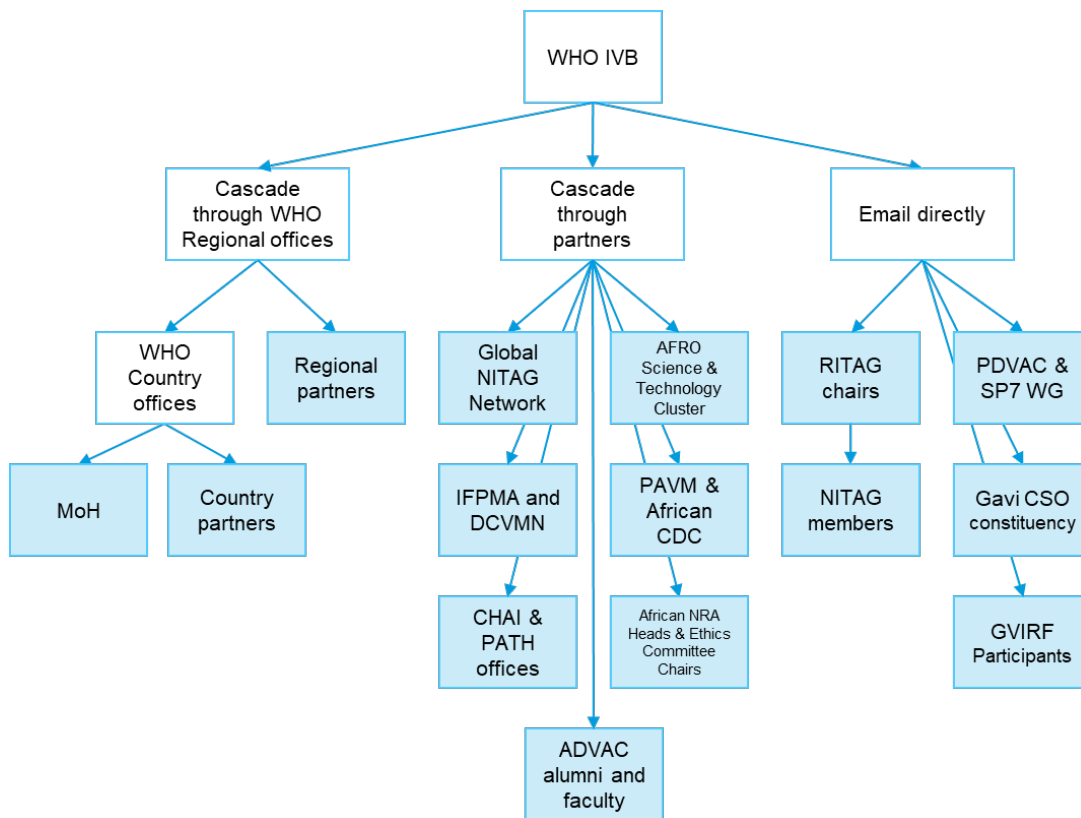 WHO IVB
Cascade
through WHO
Regional offices
Cascade
through
partners
Email directly
WHO
Country
offices
Regional
partners
Global
NITAG
Network
AFRO
Science &
Technology
Cluster
RITAG
chairs
PDVAC &
SP7 WG
MoH
Country
partners
IFPMA and
DCVMN
PAVM &
African
CDC
NITAG
members
Gavi CSO
constituency
CHAI &
PATH
offices
African NRA
Heads & Ethics
Committee
Chairs
GVIRF
Participants
ADVAC
alumni and
faculty